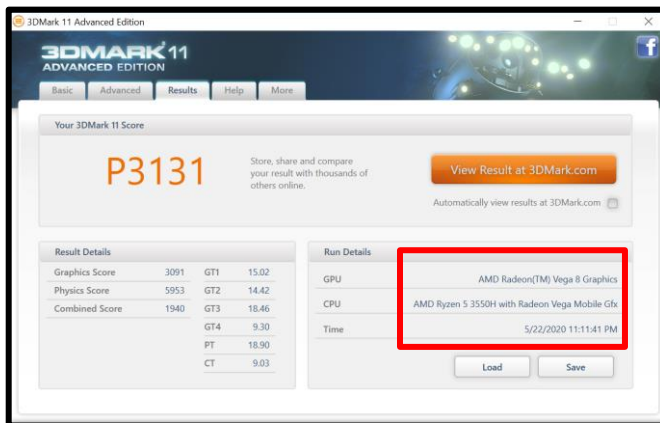 3DMark 11 Advanced Edition
3DMARK 11
ADVANCED EDITION
f
Basic Advanced Results Help More
Your 3DMark 11 Score
P3131
Store, share and compare
your result with thousands of
others online.
View Result at 3DMark.com
Automatically view results at 3DMark.com
Result Details
Graphics Score 3091 GT1 15.02
Physics Score 5953 GT2 14.42
Combined Score 1940 GT3 18.46
GT4 9.30
PT 18.90
CT 9.03
Run Details
GPU AMD Radeon(TM) Vega 8 Graphics
CPU AMD Ryzen 5 3550H with Radeon Vega Mobile Gfx
Time 5/22/2020 11:11:41 PM
Load Save